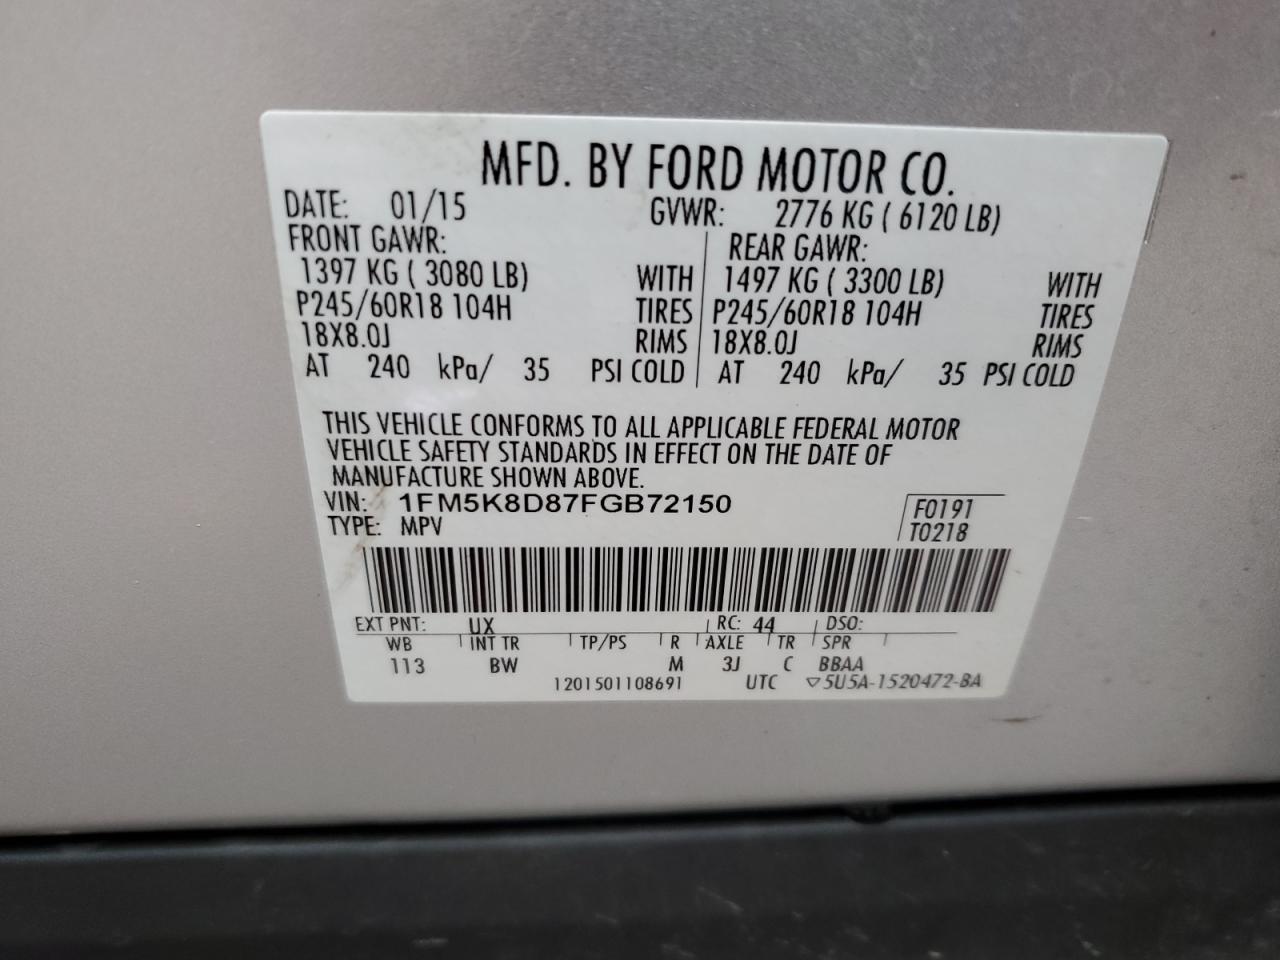 MFD. BY FORD MOTOR CO.
DATE: 01/15 GVWR: 2776 KG ( 6120 LB)
FRONT GAWR: REAR GAWR:
1397 KG ( 3080 LB) WITH 1497 KG ( 3300 LB) WITH
P245/60R18 104H TIRES P245/60R18 104H TIRES
18X8.0J RIMS 18X8.0J RIMS
AT 240 kPa/ 35 PSI COLD AT 240 kPa/ 35 PSI COLD
THIS VEHICLE CONFORMS TO ALL APPLICABLE FEDERAL MOTOR
VEHICLE SAFETY STANDARDS IN EFFECT ON THE DATE OF
MANUFACTURE SHOWN ABOVE.
VIN: 1FM5K8D87FGB72150 F0191
TYPE: MPV T0218
EXT PNT: UX RC: 44 DSO:
WB INT TR TP/PS R AXLE TR SPR
113 BW M 3J C BBAA
1201501108691 UTC ▽5U5A-1520472-BA